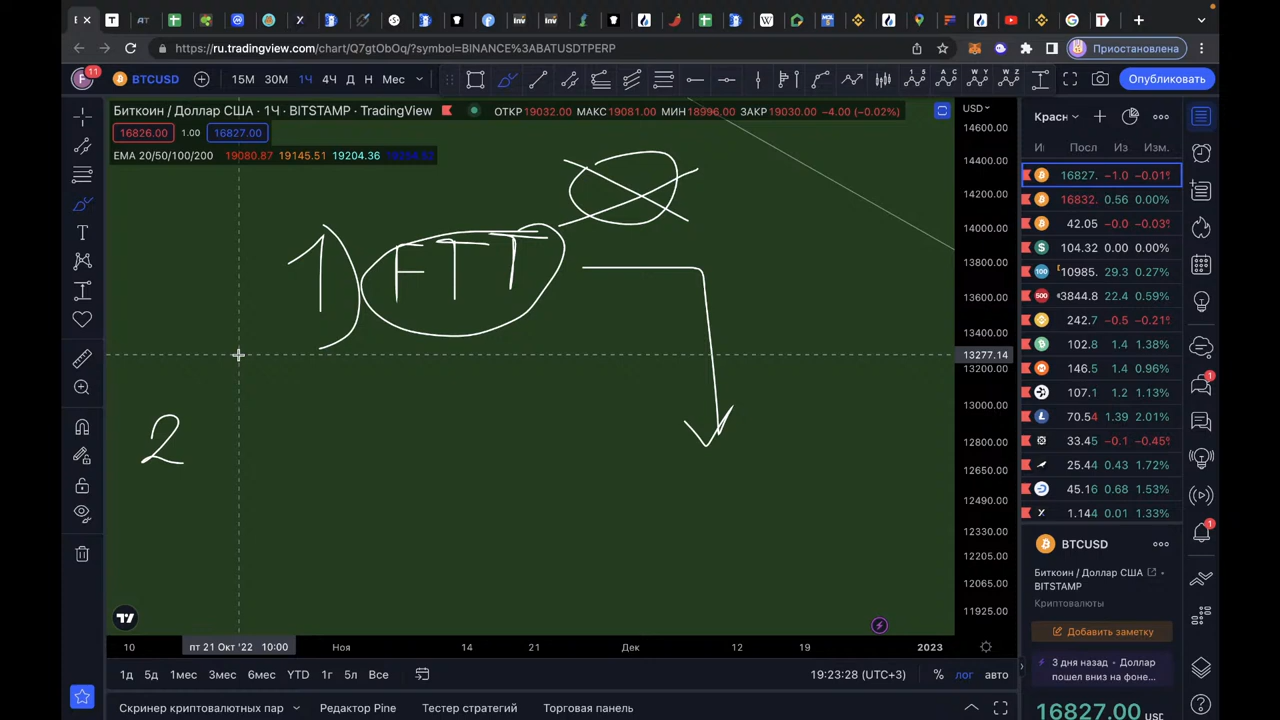 https://ru.tradingview.com/chart/Q7gtObOq/?symbol=BINANCE%3ABATUSDTPERP
Приостановлена
11
BTCUSD
15М 30М 1Ч 4Ч Д Н Мес
Опубликовать
Биткоин / Доллар США · 1Ч · BITSTAMP · TradingView
ОТКР19032.00 МАКС19081.00 МИН18996.00 ЗАКР19030.00 −4.00 (−0.02%)
16826.00 1.00 16827.00
EMA 20/50/100/200 19080.87 19145.51 19204.36
1) FTT
2
USD
14600.00
14400.00
14200.00
14000.00
13800.00
13600.00
13400.00
13277.14
13200.00
13000.00
12800.00
12650.00
12490.00
12330.00
12205.00
12065.00
11925.00
10 пт 21 Окт '22 10:00 Ноя 14 21 Дек 12 19 2023
1д 5д 1мес 3мес 6мес YTD 1г 5л Все
19:23:28 (UTC+3) % лог авто
Скринер криптовалютных пар Редактор Pine Тестер стратегий Торговая панель
Красн
Посл Из Изм.
16827. −1.0 −0.01
16832. 0.56 0.00%
42.05 −0.0 −0.03
104.32 0.00 0.00%
10985. 29.3 0.27%
3844.8 22.4 0.59%
242.7 −0.5 −0.21
102.8 1.4 1.38%
146.5 1.4 0.96%
107.1 1.2 1.13%
70.54 1.39 2.01%
33.45 −0.1 −0.45
25.44 0.43 1.72%
45.16 0.68 1.53%
1.144 0.01 1.33%
BTCUSD
Биткоин / Доллар США
BITSTAMP
Криптовалюты
Добавить заметку
3 дня назад · Доллар
пошел вниз на фоне...
16827.00 USD